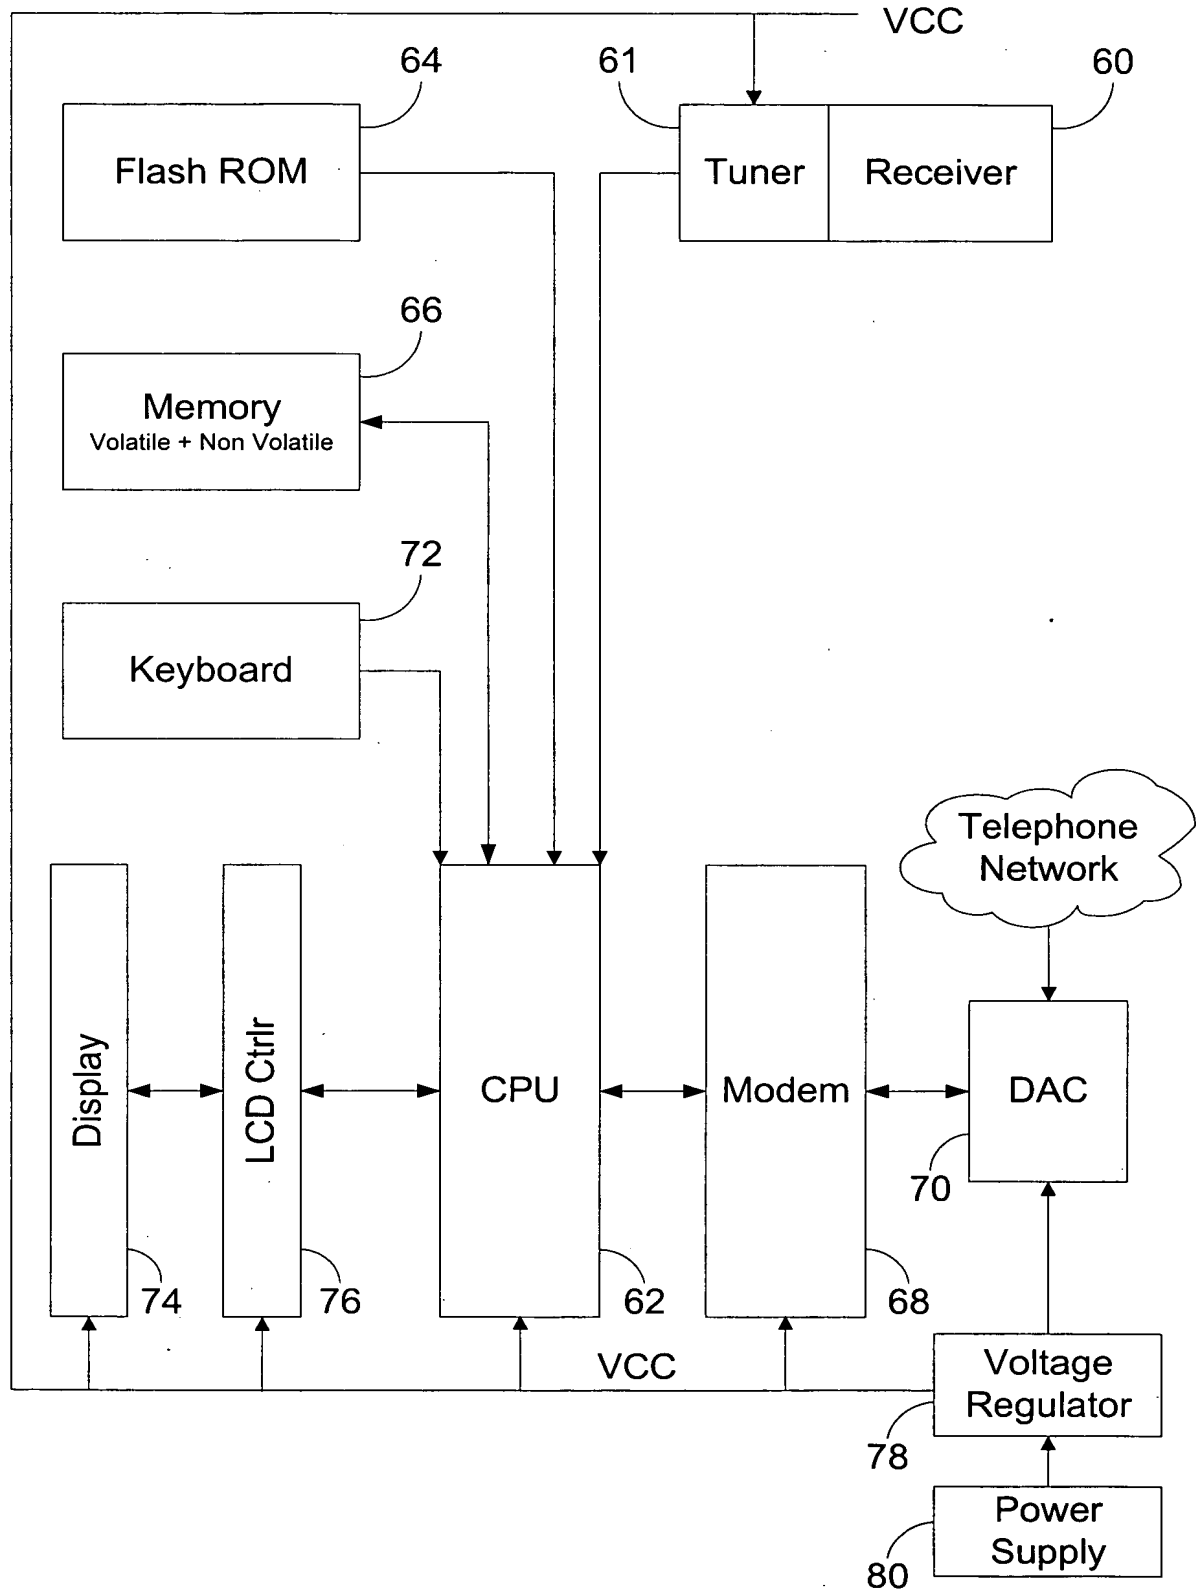 VCC
64
61
60
Flash ROM
Tuner
Receiver
66
Memory
Volatile + Non Volatile
72
Keyboard
Telephone
Network
Display
LCD Ctrlr
CPU
Modem
DAC
70
74
76
62
68
VCC
Voltage
Regulator
78
Power
Supply
80